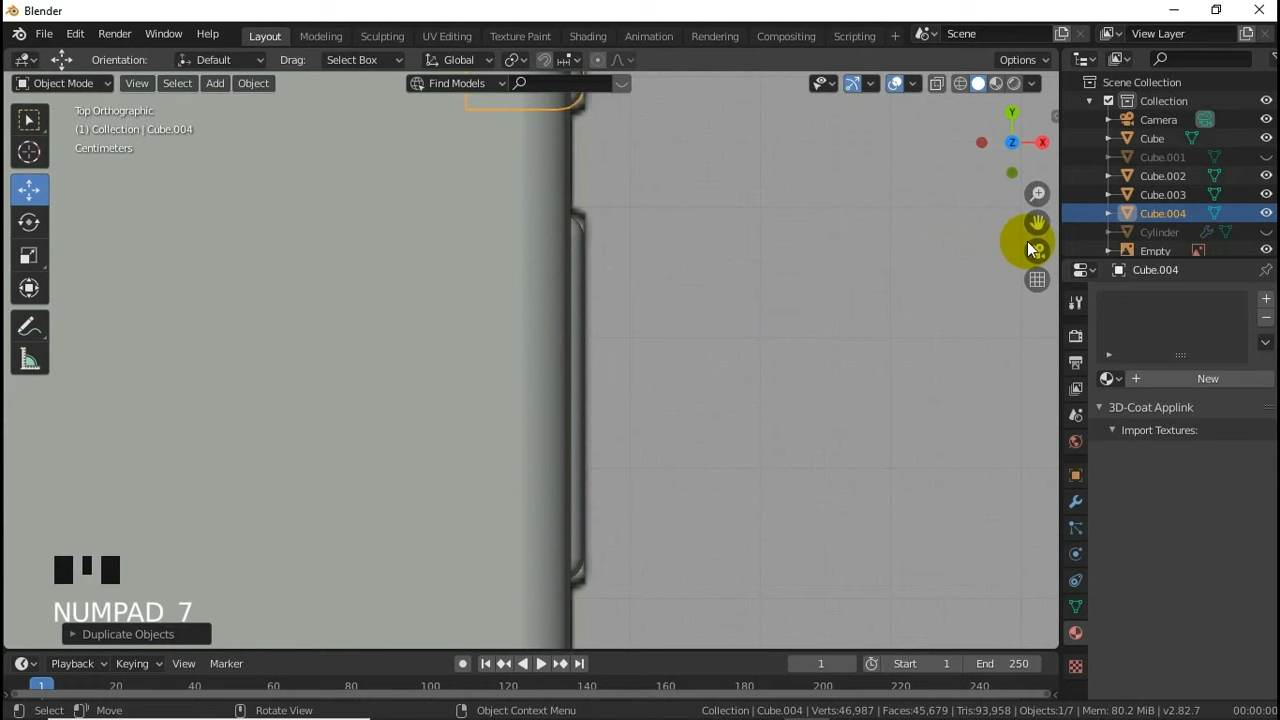 Blender
File Edit Render Window Help Layout Modeling Sculpting UV Editing Texture Paint Shading Animation Rendering Compositing Scripting + Scene View Layer
Orientation: Default Drag: Select Box Global Options
Object Mode View Select Add Object Find Models
Top Orthographic
(1) Collection | Cube.004
Centimeters
Y
Z
X
Scene Collection
Collection
Camera
Cube
Cube.001
Cube.002
Cube.003
Cube.004
Cylinder
Empty
Cube.004
New
3D-Coat Applink
Import Textures:
NUMPAD 7
Duplicate Objects
Playback Keying View Marker 1 Start 1 End 250
1 20 40 60 80 100 120 140 160 180 200 220 240
Select Move Rotate View Object Context Menu Collection | Cube.004 | Verts:46,987 | Faces:45,679 | Tris:93,958 | Objects:1/7 | Mem: 80.2 MiB | v2.82.7